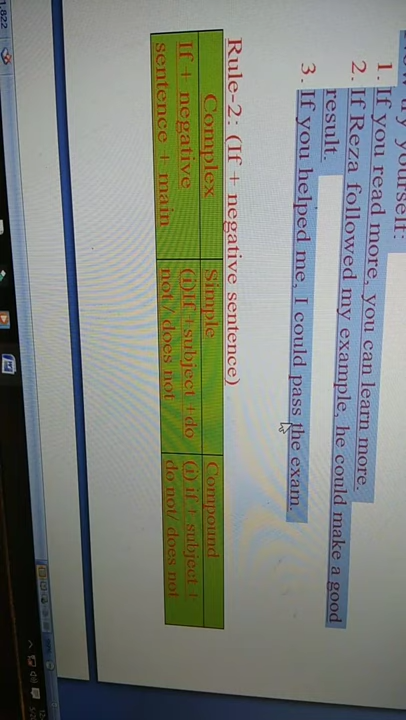 Try yourself:
1. If you read more, you can learn more.
2. If Reza followed my example, he could make a good
result.
3. If you helped me, I could pass the exam.
Rule-2: (If + negative sentence)
Complex Simple Compound
If + negative (i)If +subject +do (i) if + subject +
sentence + main not / does not do not/ does not